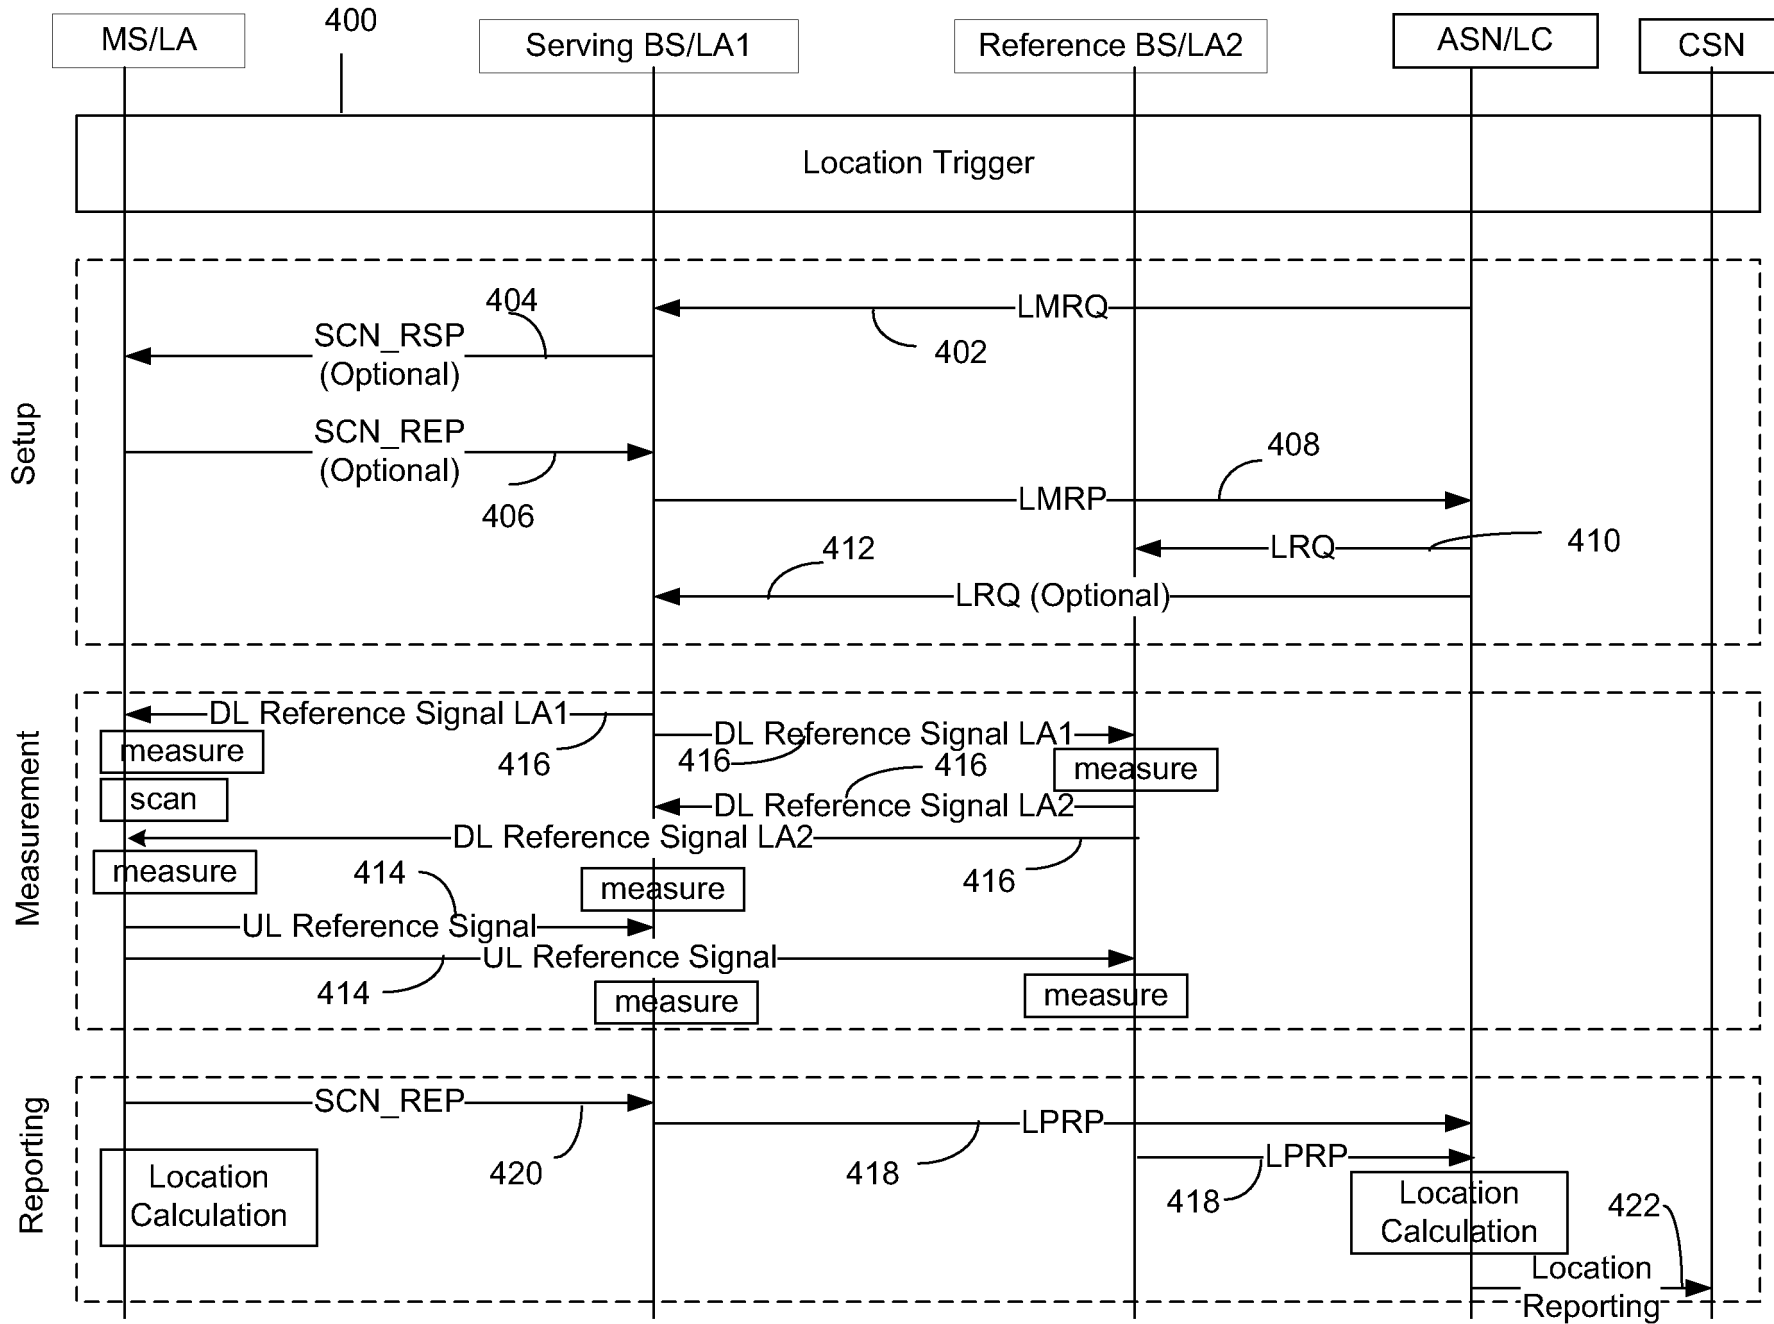 400
MS/LA
Serving BS/LA1
Reference BS/LA2
ASN/LC
CSN
Location Trigger
Setup
LMRQ
402
404
SCN_RSP
(Optional)
SCN_REP
(Optional)
406
408
LMRP
LRQ
410
412
LRQ (Optional)
Measurement
DL Reference Signal LA1
416
measure
DL Reference Signal LA1
416
measure
scan
416
DL Reference Signal LA2
DL Reference Signal LA2
416
measure
measure
414
UL Reference Signal
UL Reference Signal
414
measure
measure
Reporting
SCN_REP
420
LPRP
418
LPRP
418
Location
Calculation
Location
Calculation
422
Location
Reporting